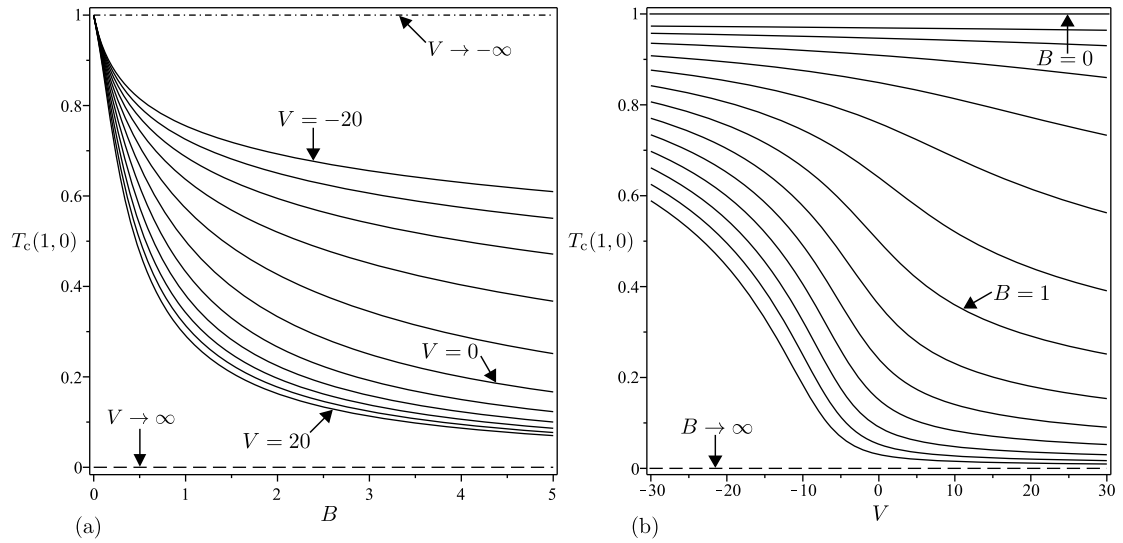 1
0.8
0.6
0.4
0.2
0
T_c(1,0)
V → −∞
V = −20
V = 0
V → ∞
V = 20
0 1 2 3 4 5
B
(a)
1
0.8
0.6
0.4
0.2
0
T_c(1,0)
B = 0
B = 1
B → ∞
−30 −20 −10 0 10 20 30
V
(b)